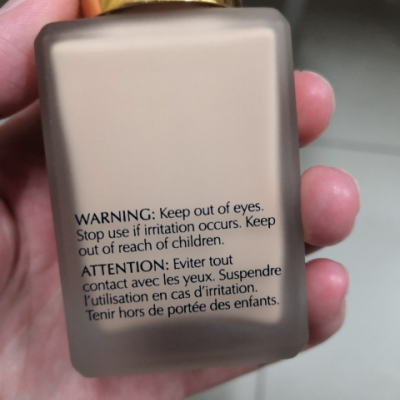 WARNING: Keep out of eyes.
Stop use if irritation occurs. Keep
out of reach of children.
ATTENTION: Eviter tout
contact avec les yeux. Suspendre
l'utilisation en cas d'irritation.
Tenir hors de portée des enfants.